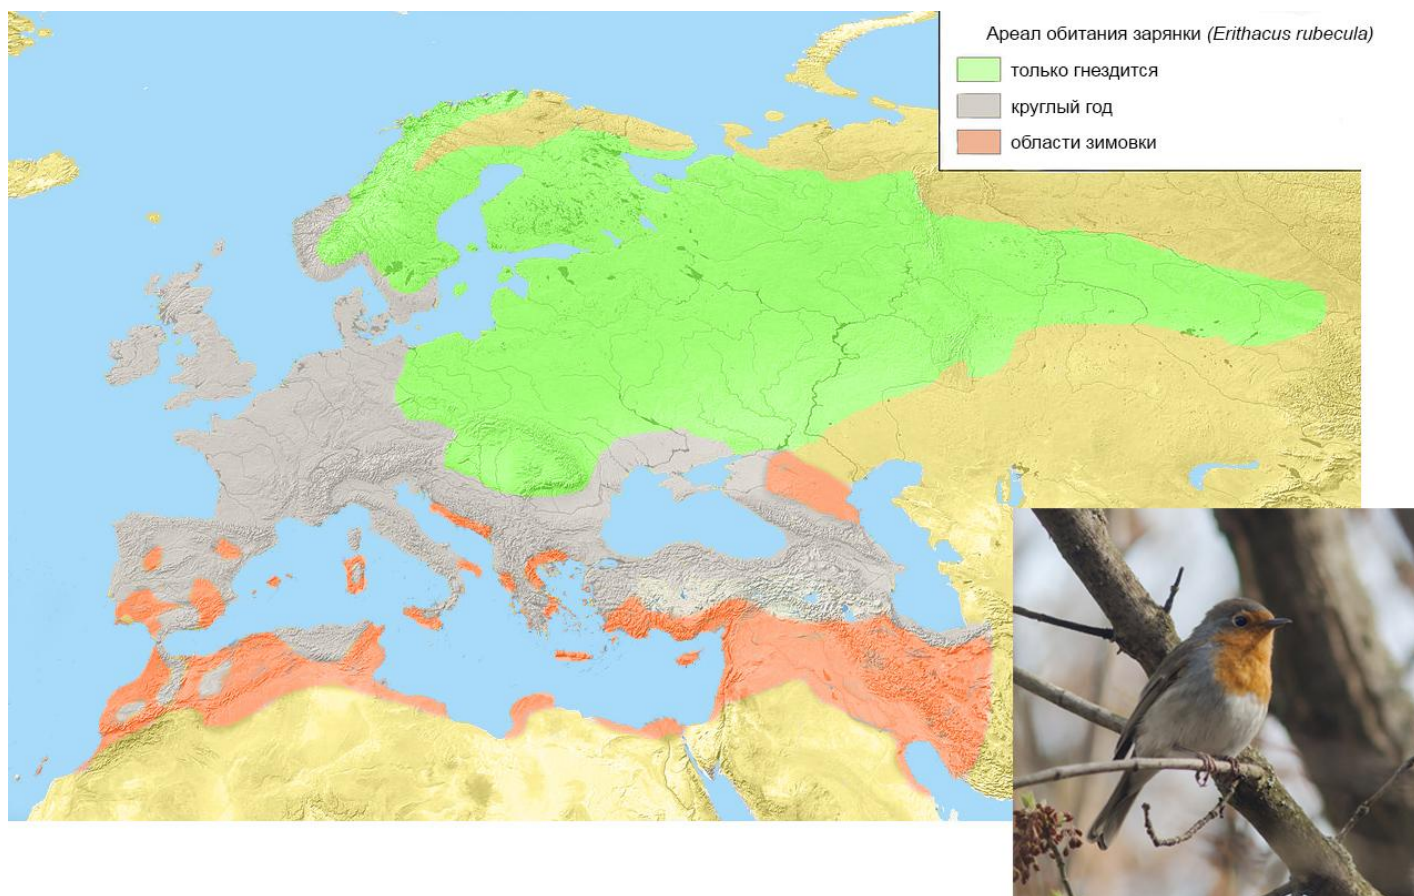 Ареал обитания зарянки (Erithacus rubecula)
только гнездится
круглый год
области зимовки